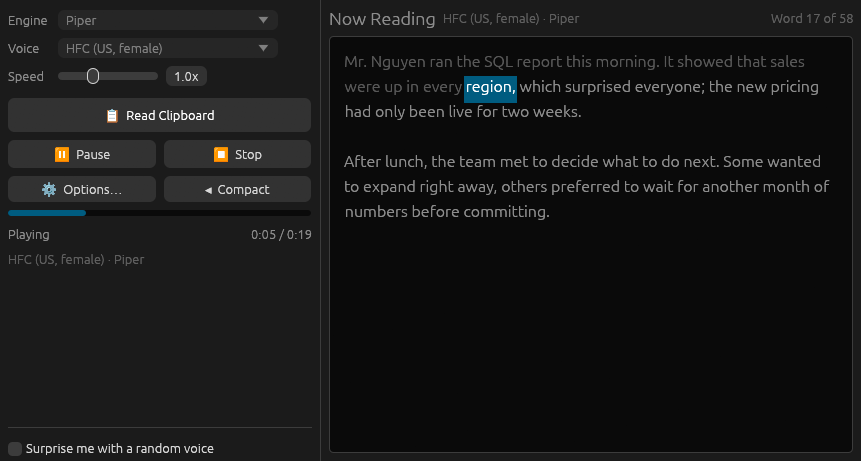 Engine Piper
Voice HFC (US, female)
Speed 1.0x
Read Clipboard
Pause Stop
Options... Compact
Playing 0:05 / 0:19
HFC (US, female) · Piper
Surprise me with a random voice
Now Reading HFC (US, female) · Piper Word 17 of 58
Mr. Nguyen ran the SQL report this morning. It showed that sales
were up in every region, which surprised everyone; the new pricing
had only been live for two weeks.
After lunch, the team met to decide what to do next. Some wanted
to expand right away, others preferred to wait for another month of
numbers before committing.